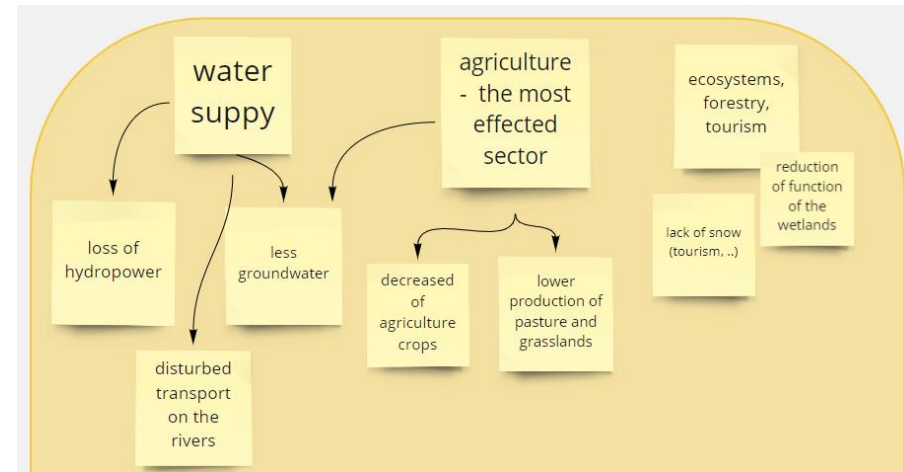 water
suppy
agriculture
- the most
effected
sector
ecosystems,
forestry,
tourism
reduction
of function
of the
wetlands
loss of
hydropower
less
groundwater
lack of snow
(tourism, ..)
decreased
of
agriculture
crops
lower
production of
pasture and
grasslands
disturbed
transport
on the
rivers